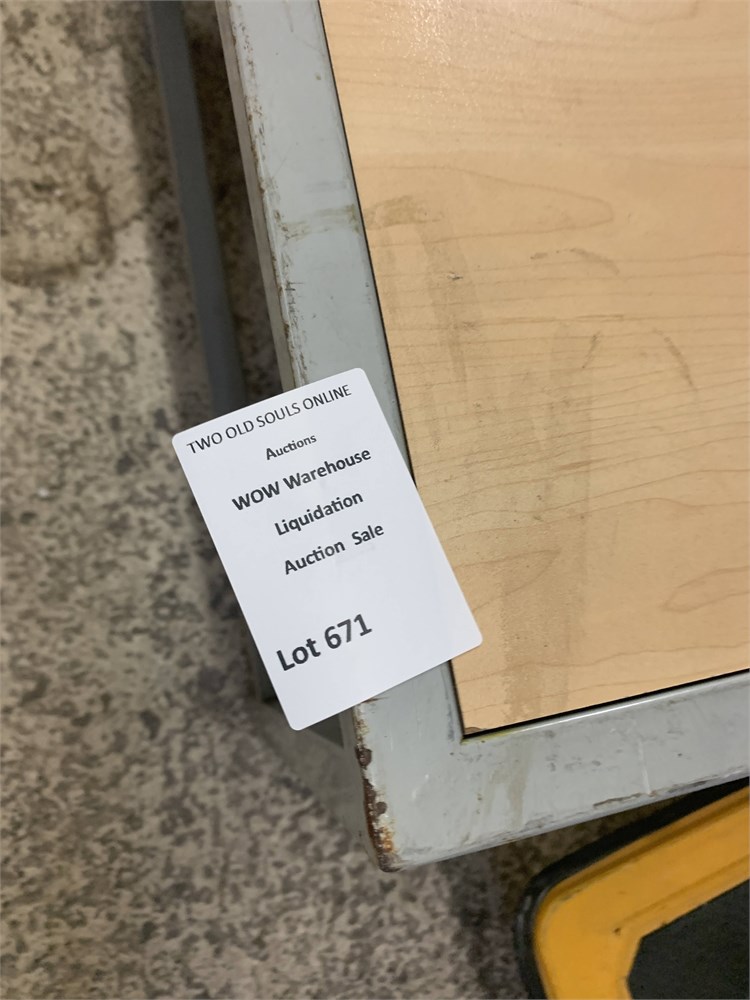 TWO OLD SOULS ONLINE
Auctions
WOW Warehouse
Liquidation
Auction Sale
Lot 671